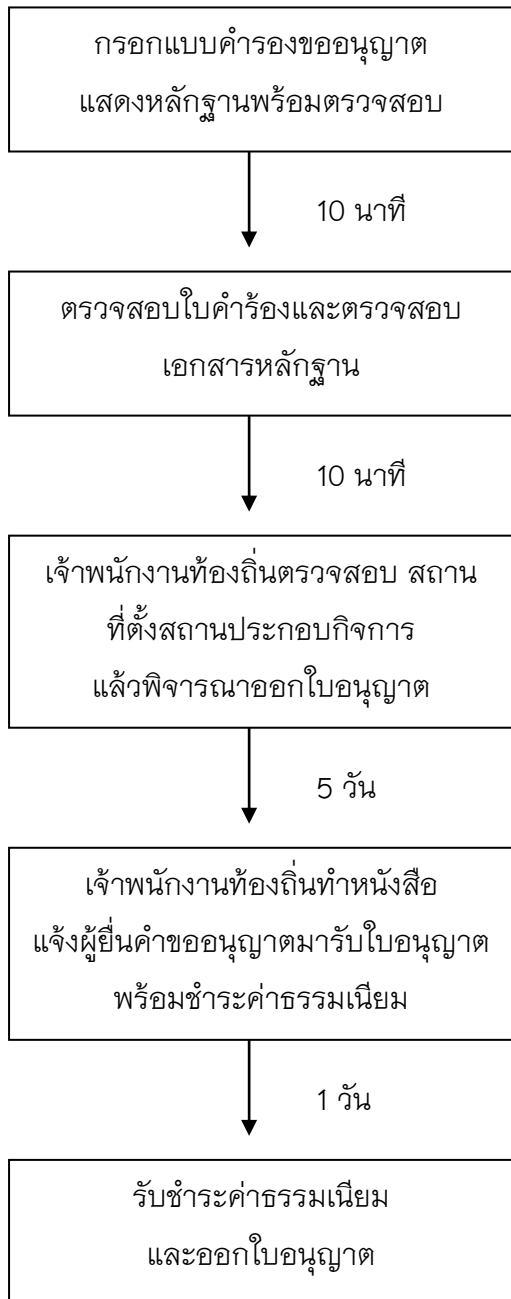 กรอกแบบคำรองขออนุญาต
แสดงหลักฐานพร้อมตรวจสอบ
10 นาที
ตรวจสอบใบคำร้องและตรวจสอบ
เอกสารหลักฐาน
10 นาที
เจ้าพนักงานท้องถิ่นตรวจสอบ สถาน
ที่ตั้งสถานประกอบกิจการ
แล้วพิจารณาออกใบอนุญาต
5 วัน
เจ้าพนักงานท้องถิ่นทำหนังสือ
แจ้งผู้ยื่นคำขออนุญาตมารับใบอนุญาต
พร้อมชำระค่าธรรมเนียม
1 วัน
รับชำระค่าธรรมเนียม
และออกใบอนุญาต